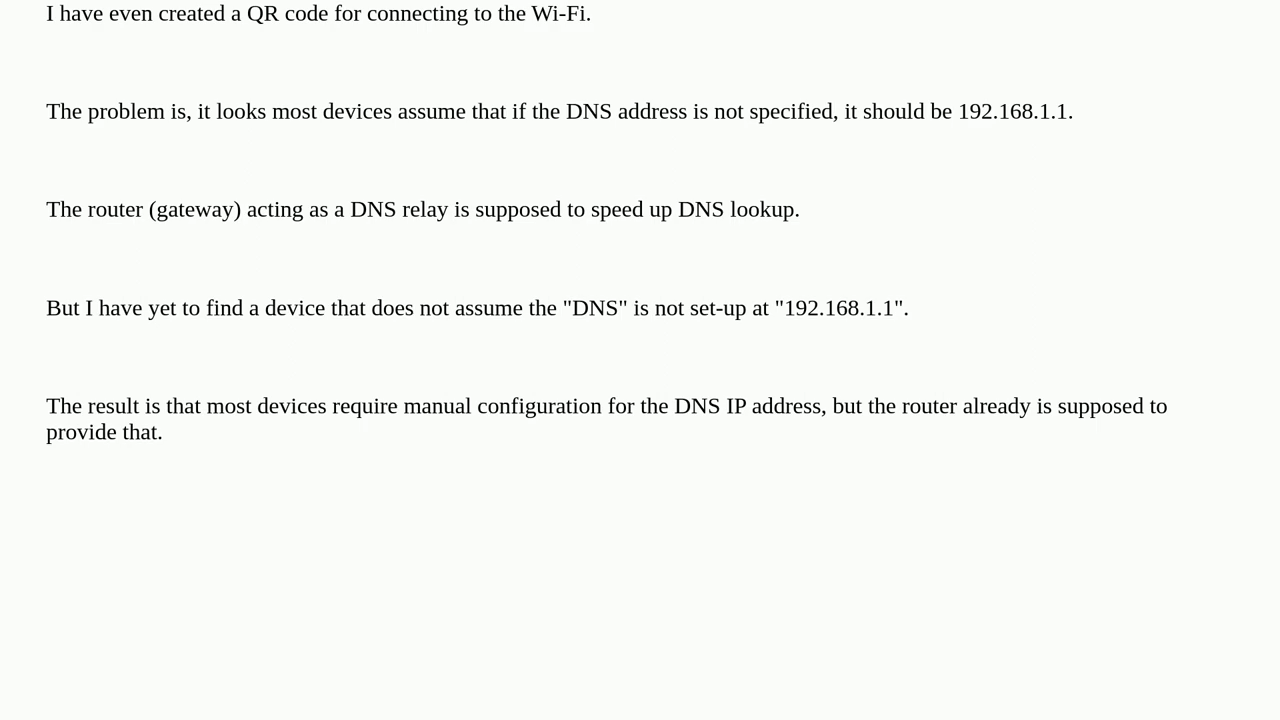 I have even created a QR code for connecting to the Wi-Fi.
The problem is, it looks most devices assume that if the DNS address is not specified, it should be 192.168.1.1.
The router (gateway) acting as a DNS relay is supposed to speed up DNS lookup.
But I have yet to find a device that does not assume the "DNS" is not set-up at "192.168.1.1".
The result is that most devices require manual configuration for the DNS IP address, but the router already is supposed to
provide that.